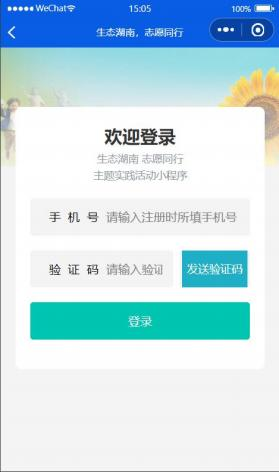 WeChat 15:05 100%
生态湖南，志愿同行
欢迎登录
生态湖南 志愿同行
主题实践活动小程序
手 机 号 请输入注册时所填手机号
验 证 码 请输入验证 发送验证码
登录